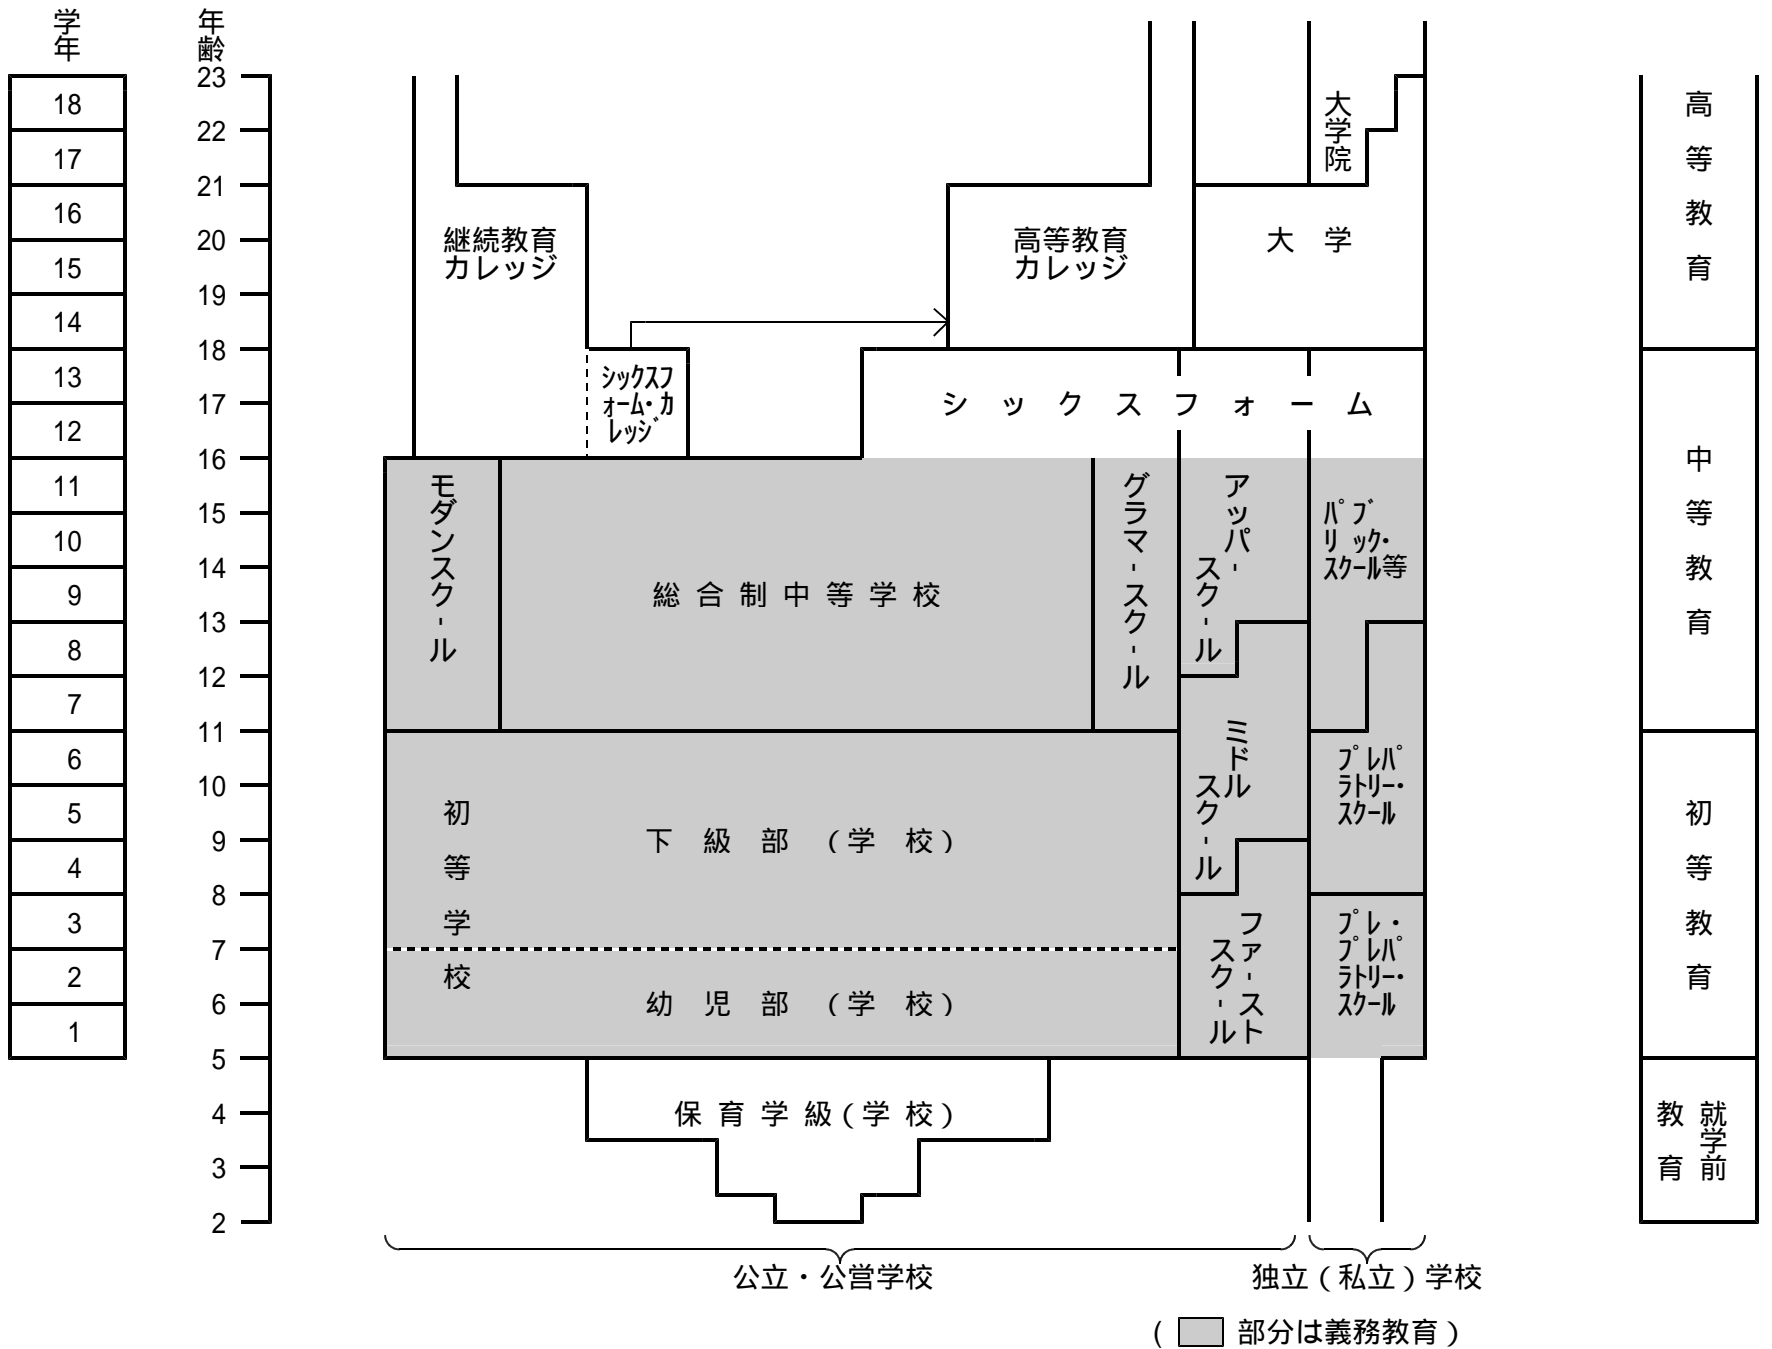 学年
年齢
23
18
22
17
21
16
20
15
19
14
18
13
17
12
16
11
15
10
14
9
13
8
12
7
11
6
10
5
9
4
8
3
7
2
6
1
5
4
3
2
継続教育
カレッジ
高等教育
カレッジ
大学
大学院
シックスフ
ォーム・カ
レッジ
シックスフォーム
モダンスク-ル
総合制中等学校
グラマ-スク-ル
アッパ-
スク-ル
パブ
リック・
スクール等
ミドル
スク-ル
プレパ
ラトリー・
スクール
初等学校
下級部(学校)
幼児部(学校)
ファ-スト
スク-ル
プレ・
プレパ
ラトリー・
スクール
保育学級(学校)
高等教育
中等教育
初等教育
就学前
教育
公立・公営学校
独立(私立)学校
( 部分は義務教育)